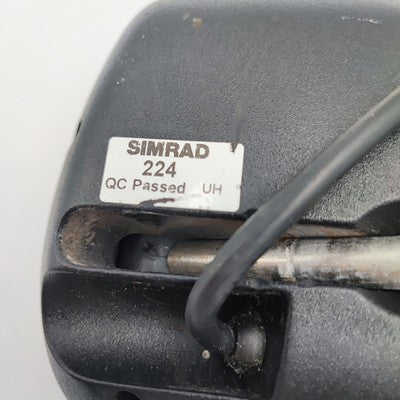 SIMRAD
224
QC Passed UH